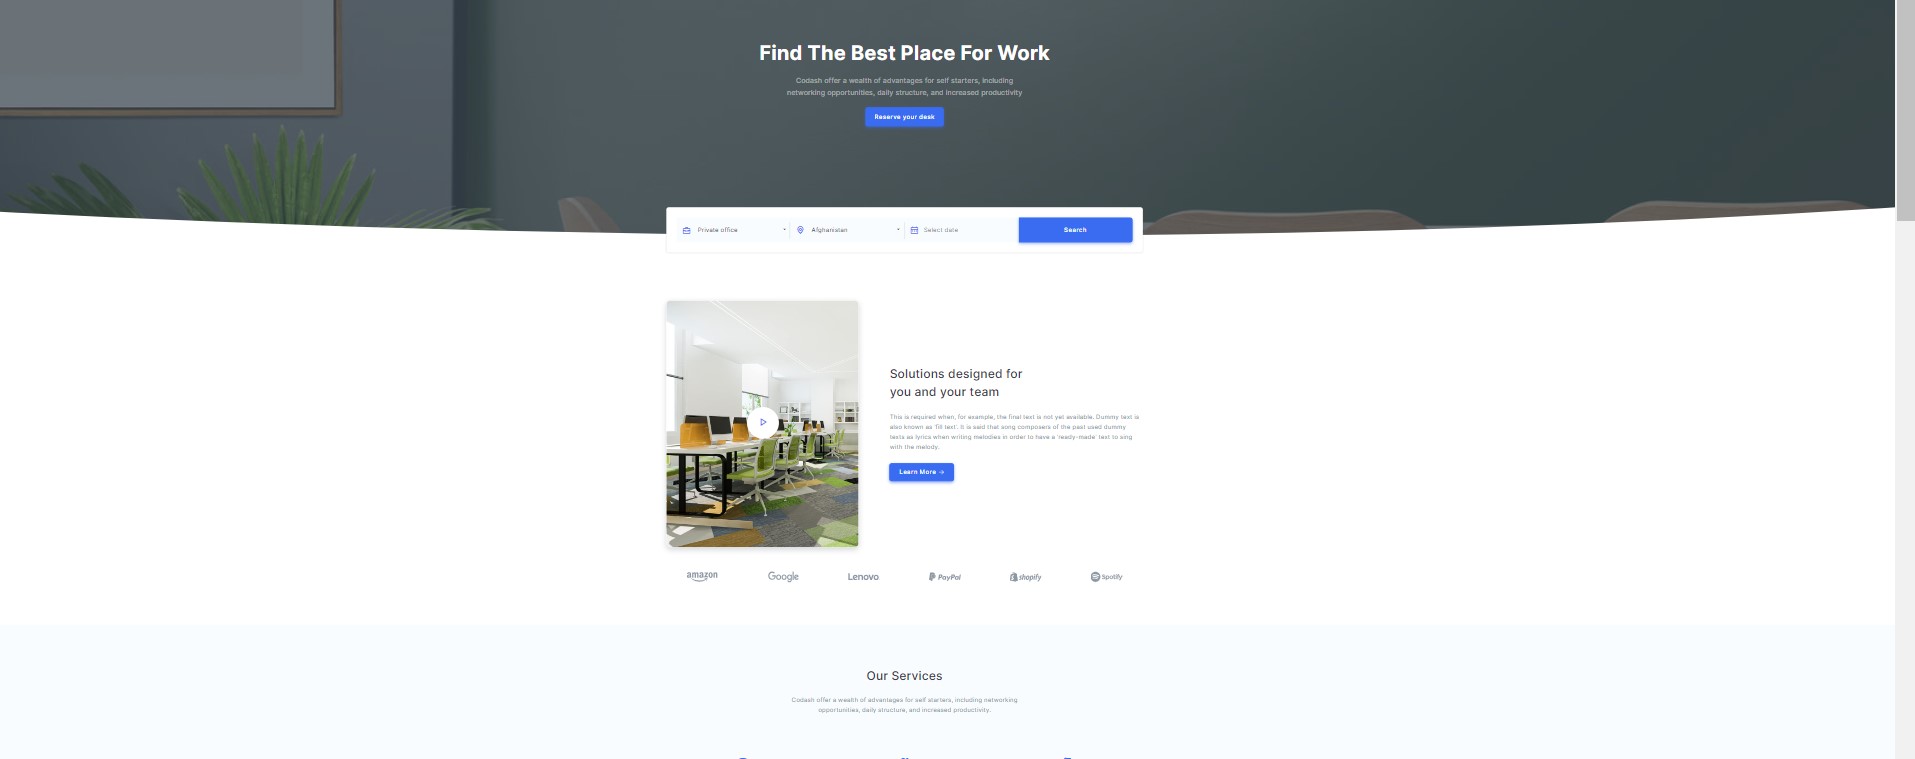 Find The Best Place For Work
Codash offer a wealth of advantages for self starters, including
networking opportunities, daily structure, and increased productivity
Reserve your desk
Private office
Afghanistan
Select date
Search
Solutions designed for
you and your team
This is required when, for example, the final text is not yet available. Dummy text is
also known as 'fill text'. It is said that song composers of the past used dummy
texts as lyrics when writing melodies in order to have a 'ready-made' text to sing
with the melody.
Learn More →
amazon
Google
Lenovo
PayPal
shopify
Spotify
Our Services
Codash offer a wealth of advantages for self starters, including networking
opportunities, daily structure, and increased productivity.